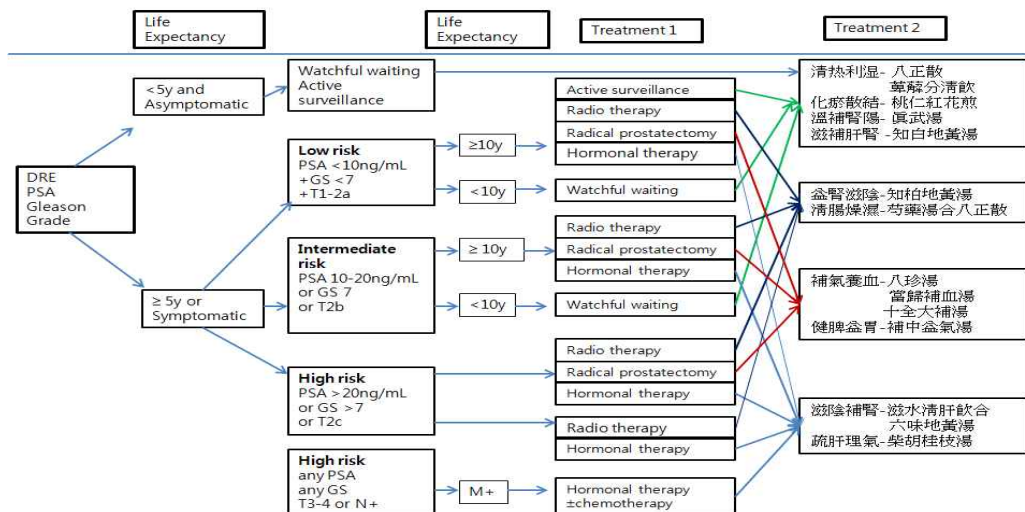 Life
Expectancy
Life
Expectancy
Treatment 1
Treatment 2
DRE
PSA
Gleason
Grade
<5y and
Asymptomatic
≥ 5y or
Symptomatic
Watchful waiting
Active
surveillance
Low risk
PSA <10ng/mL
+GS <7
+T1-2a
Intermediate
risk
PSA 10-20ng/mL
or GS 7
or T2b
High risk
PSA >20ng/mL
or GS >7
or T2c
High risk
any PSA
any GS
T3-4 or N+
≥10y
<10y
≥ 10y
<10y
M+
Active surveillance
Radio therapy
Radical prostatectomy
Hormonal therapy
Watchful waiting
Radio therapy
Radical prostatectomy
Hormonal therapy
Watchful waiting
Radio therapy
Radical prostatectomy
Hormonal therapy
Radio therapy
Hormonal therapy
Hormonal therapy
±chemotherapy
清热利湿- 八正散
萆薢分清飮
化瘀散結- 桃仁紅花煎
溫補腎陽- 眞武湯
滋補肝腎 -知白地黃湯
益腎滋陰-知柏地黃湯
淸腸燥濕-芍藥湯合八正散
補氣養血-八珍湯
當歸補血湯
十全大補湯
健脾益胃-補中益氣湯
滋陰補腎-滋水淸肝飮合
六味地黃湯
疏肝理氣-柴胡桂枝湯